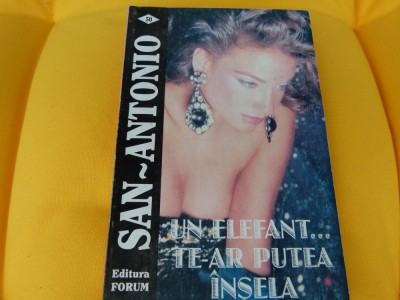 50
SAN~ANTONIO
UN ELEFANT...
TE-AR PUTEA
ÎNȘELA
Editura
FORUM